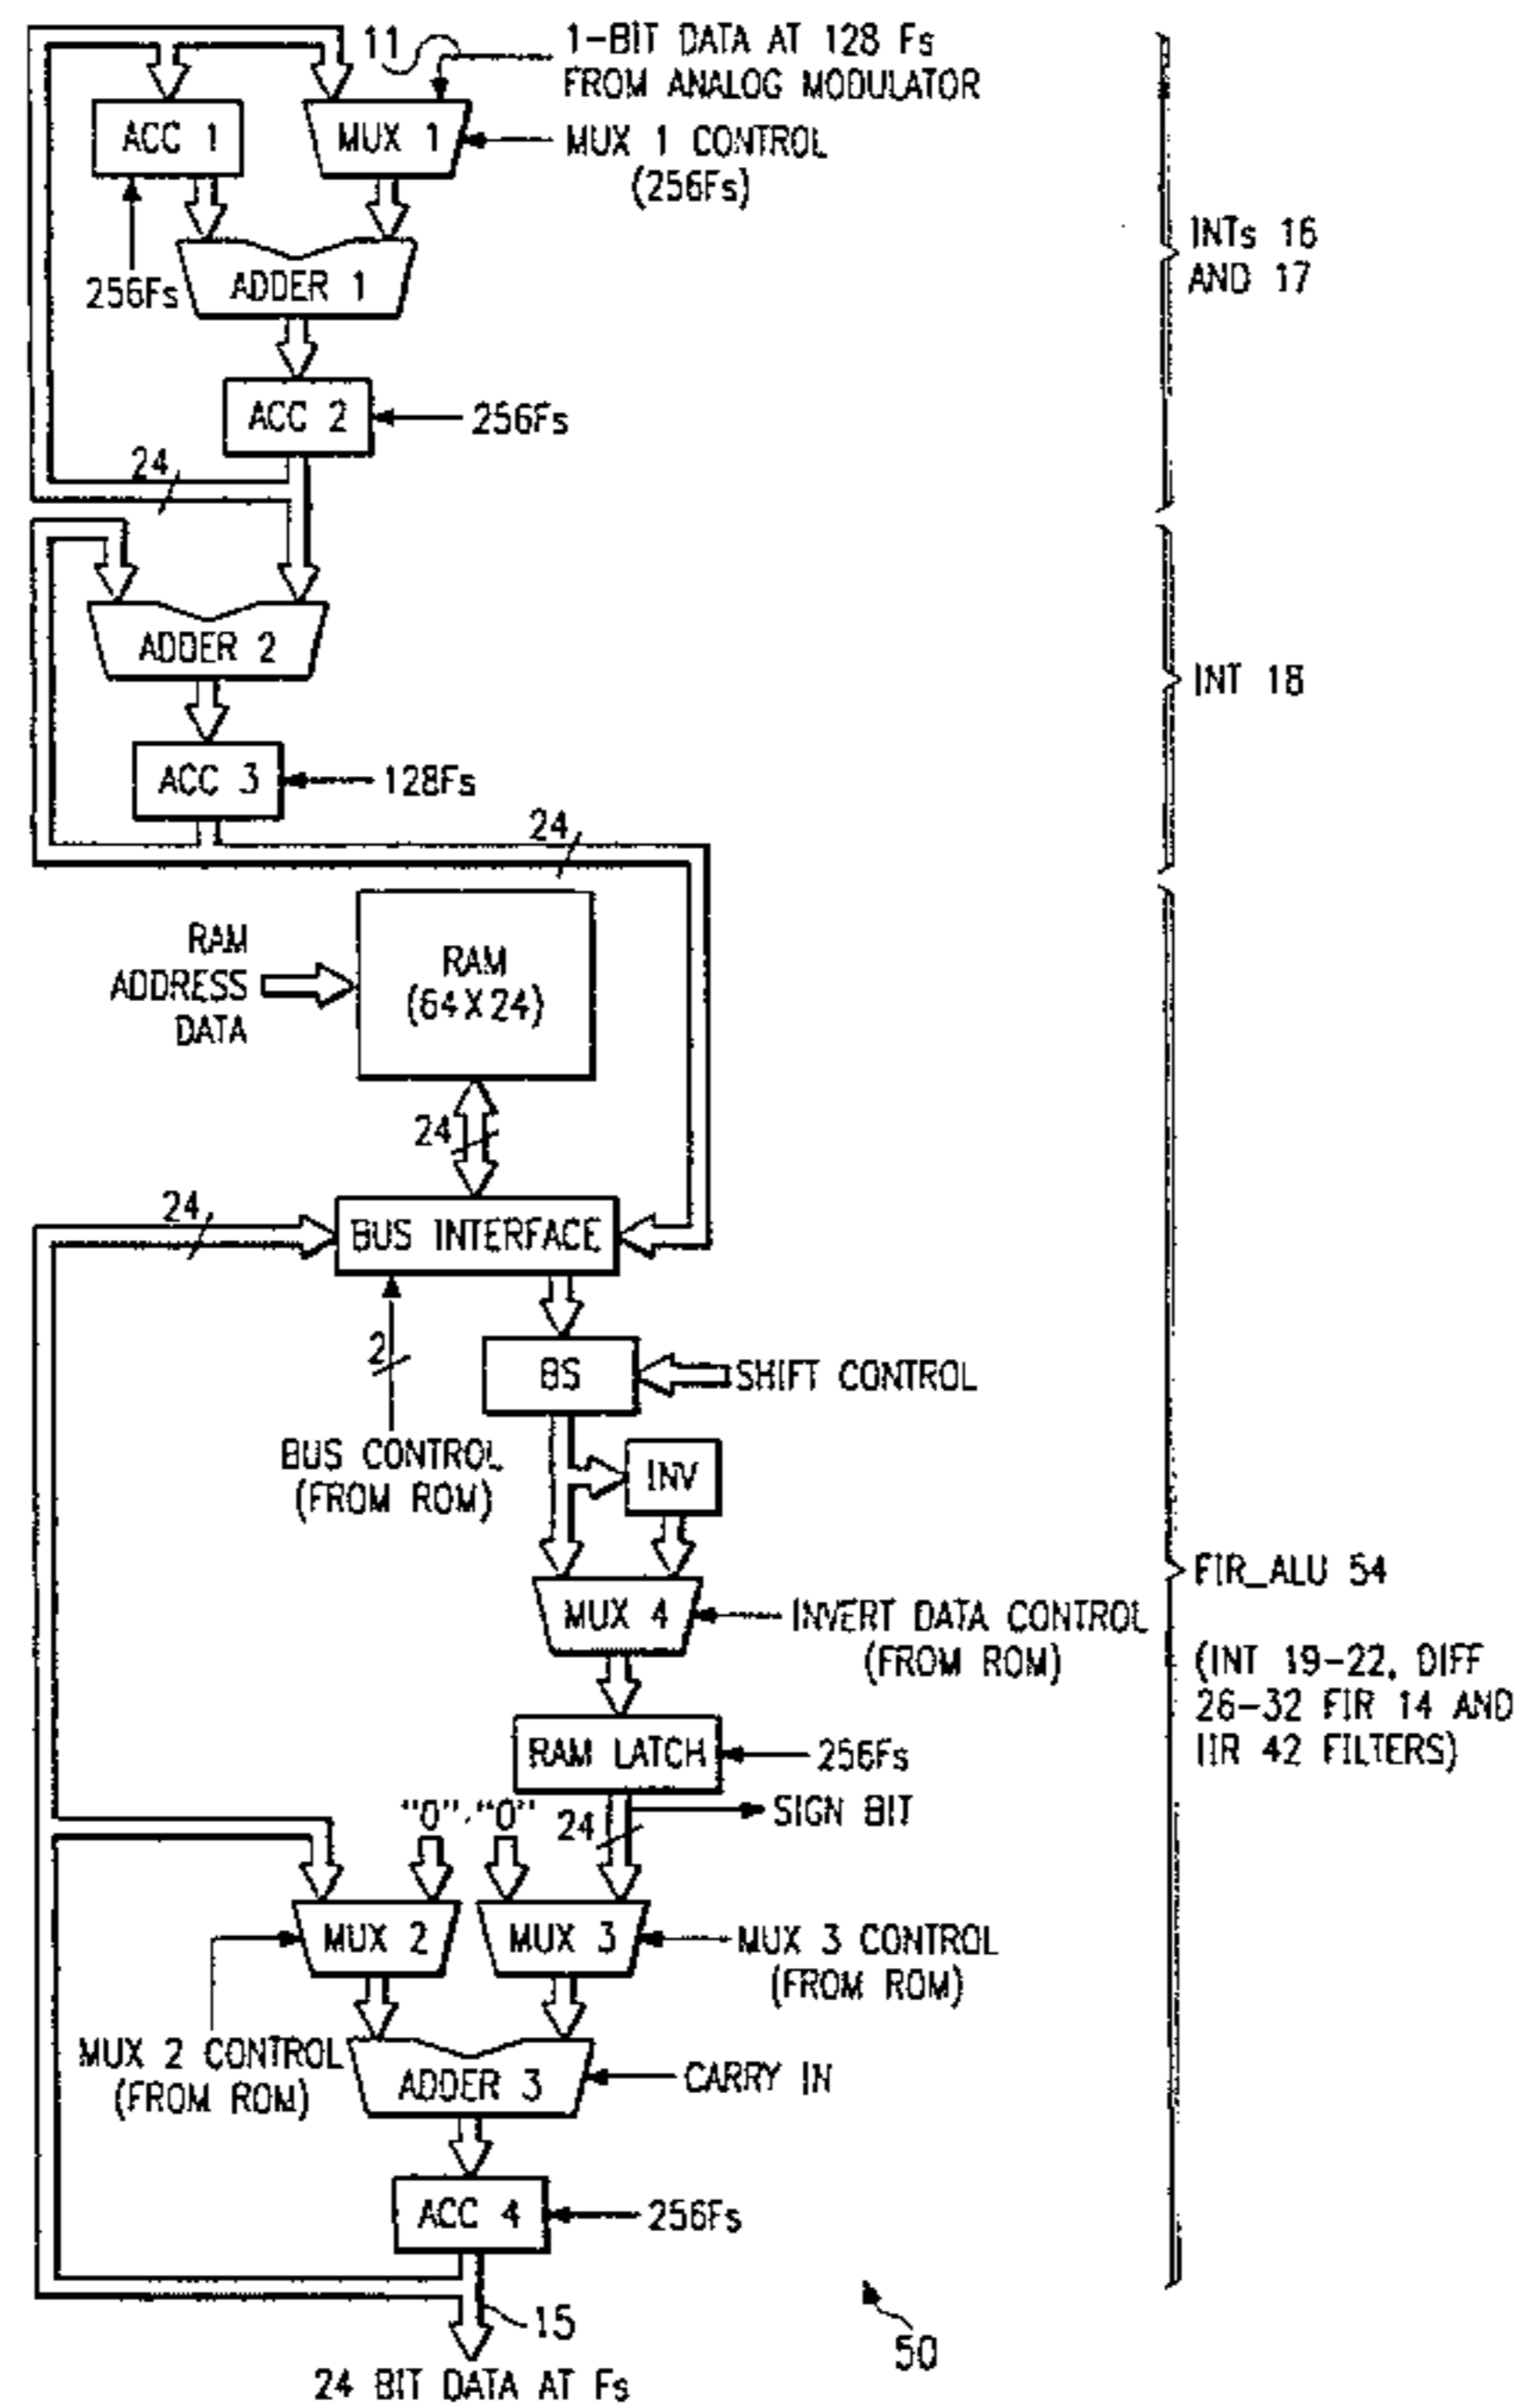 11
1-BIT DATA AT 128 Fs
FROM ANALOG MODULATOR
ACC 1
MUX 1
MUX 1 CONTROL
(256Fs)
256Fs
ADDER 1
INTs 16
AND 17
ACC 2
256Fs
24
ADDER 2
INT 18
ACC 3
128Fs
24
RAM
ADDRESS
DATA
RAM
(64X24)
24
24
BUS INTERFACE
2
BS
SHIFT CONTROL
BUS CONTROL
(FROM ROM)
INV
MUX 4
INVERT DATA CONTROL
(FROM ROM)
FIR_ALU 54
(INT 19-22, DIFF
26-32 FIR 14 AND
IIR 42 FILTERS)
RAM LATCH
256Fs
"0" "0"
24
SIGN BIT
MUX 2
MUX 3
MUX 3 CONTROL
(FROM ROM)
MUX 2 CONTROL
(FROM ROM)
ADDER 3
CARRY IN
ACC 4
256Fs
15
24 BIT DATA AT Fs
50